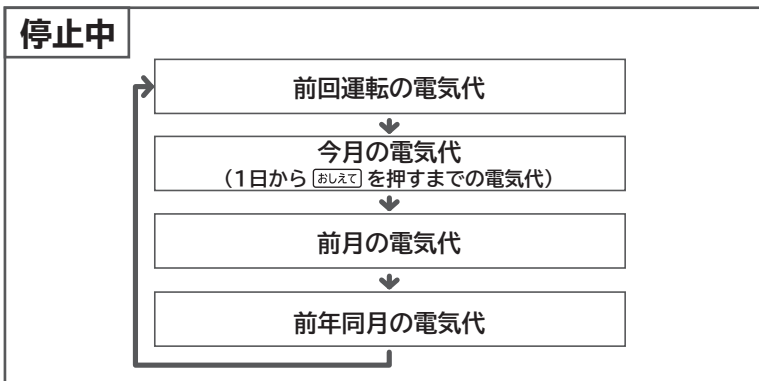 停止中
前回運転の電気代
今月の電気代
（1日から おしえて を押すまでの電気代）
前月の電気代
前年同月の電気代